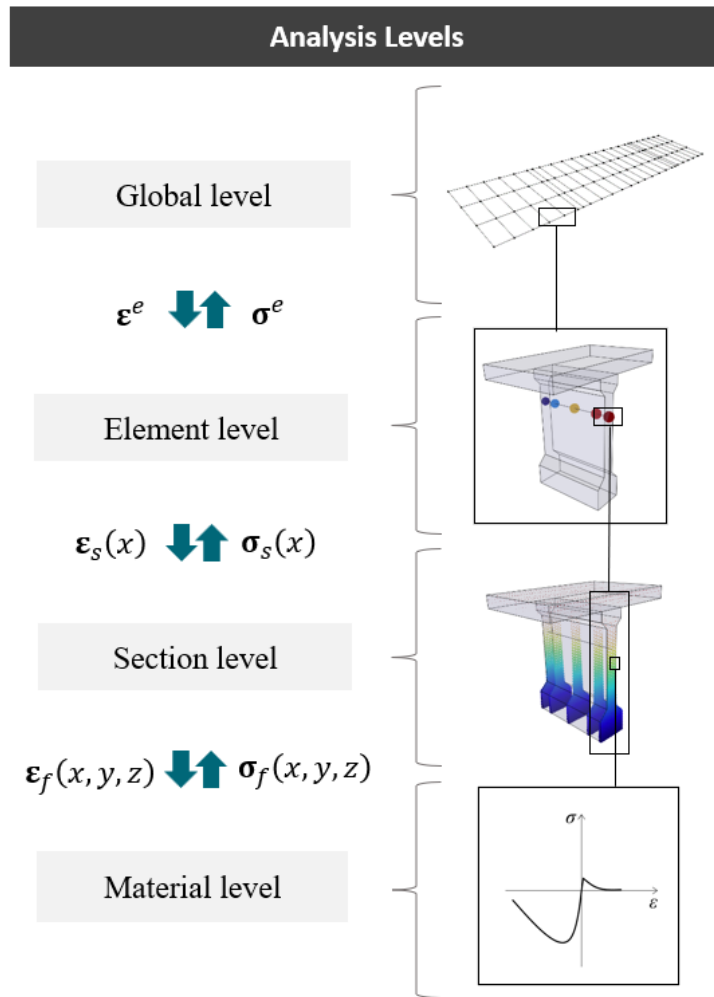 Analysis Levels
Global level
𝛆ᵉ 𝛔ᵉ
Element level
𝛆ₛ(x) 𝛔ₛ(x)
Section level
𝛆_f(x, y, z) 𝛔_f(x, y, z)
σ
Material level
ε